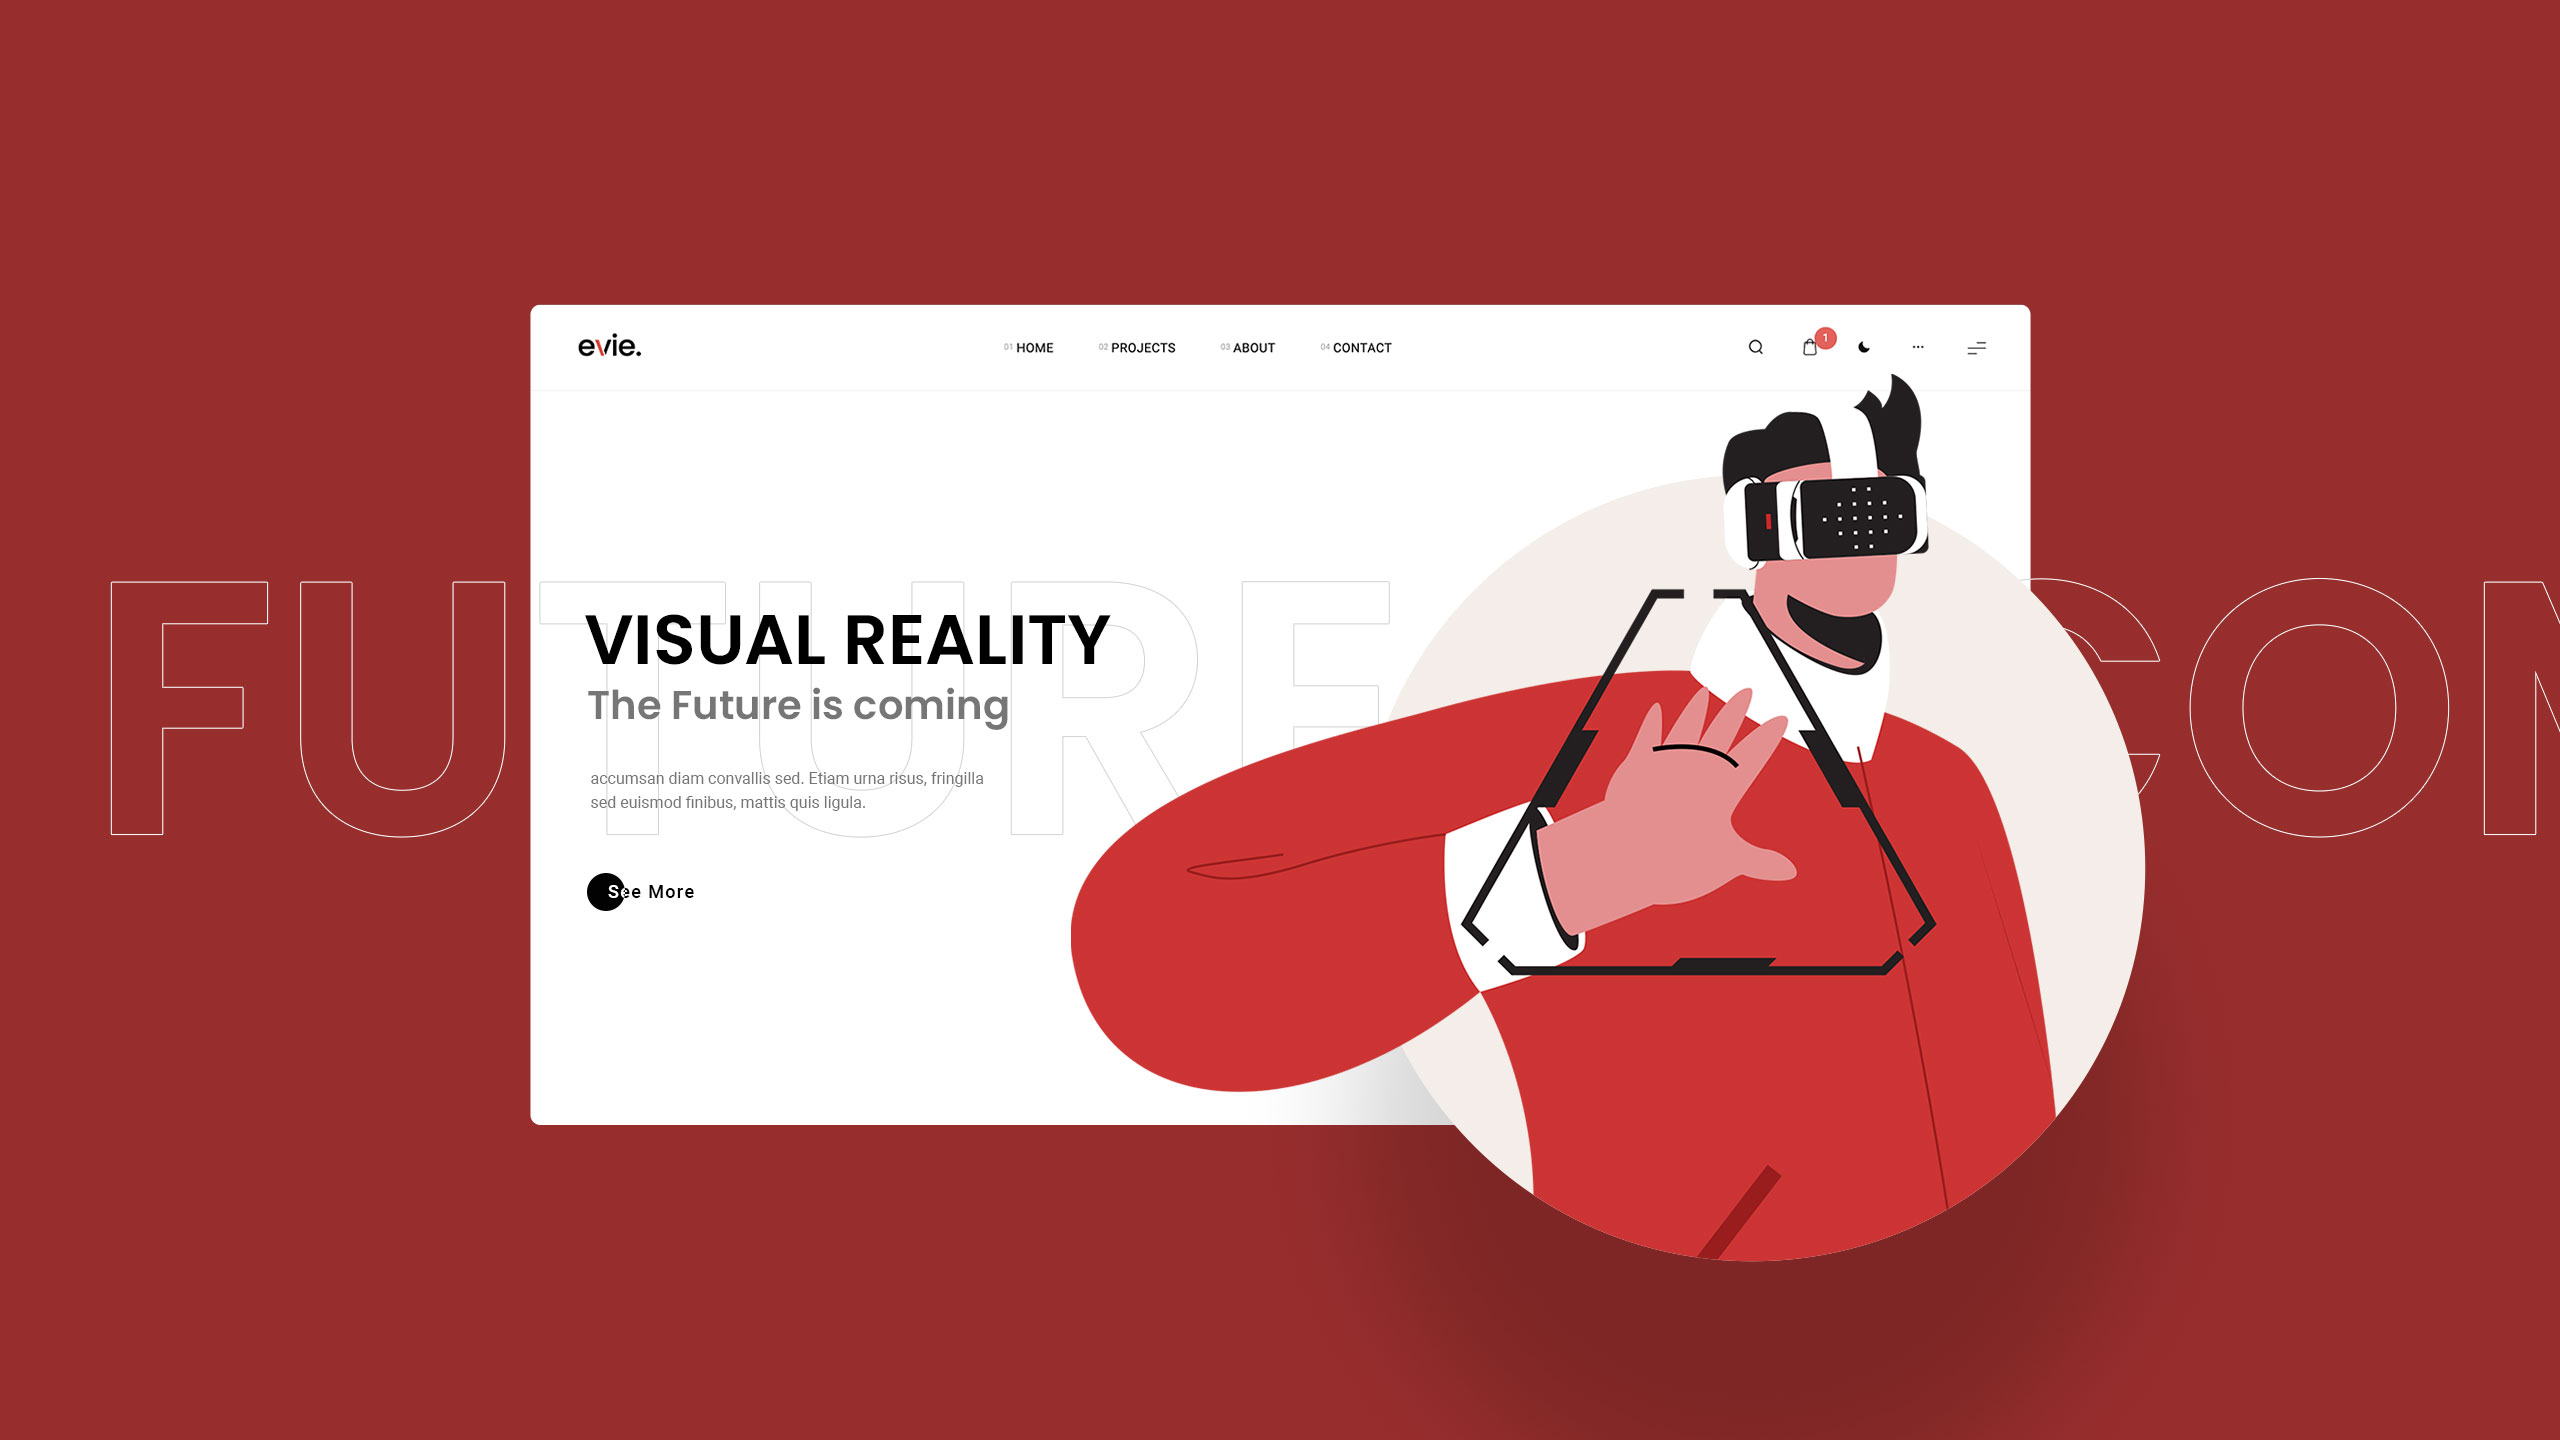 evie.
01 HOME 02 PROJECTS 03 ABOUT 04 CONTACT
1
FUTURE COM
VISUAL REALITY
The Future is coming
accumsan diam convallis sed. Etiam urna risus, fringilla
sed euismod finibus, mattis quis ligula.
See More